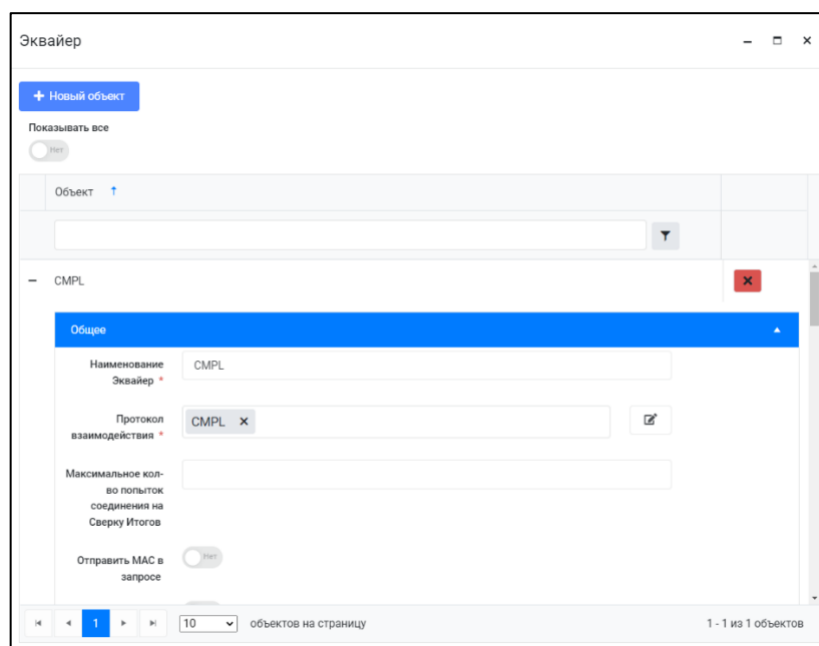 Эквайер
+ Новый объект
Показывать все
Нет
Объект ↑
CMPL
Общее
Наименование
Эквайер *
CMPL
Протокол
взаимодействия *
CMPL ×
Максимальное кол-
во попыток
соединения на
Сверку Итогов
Отправить MAC в
запросе
Нет
1
10
объектов на страницу
1 - 1 из 1 объектов